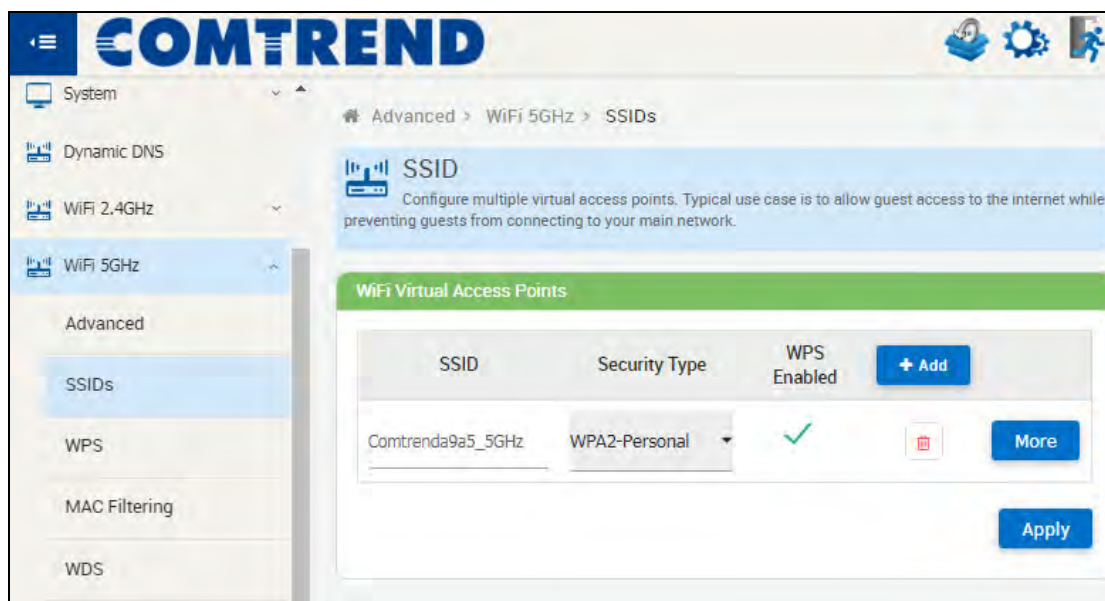 COMTREND
System
Dynamic DNS
WiFi 2.4GHz
WiFi 5GHz
Advanced
SSIDs
WPS
MAC Filtering
WDS
Advanced > WiFi 5GHz > SSIDs
SSID
Configure multiple virtual access points. Typical use case is to allow guest access to the internet while
preventing guests from connecting to your main network.
WiFi Virtual Access Points
SSID Security Type WPS Enabled + Add
Comtrenda9a5_5GHz WPA2-Personal More
Apply